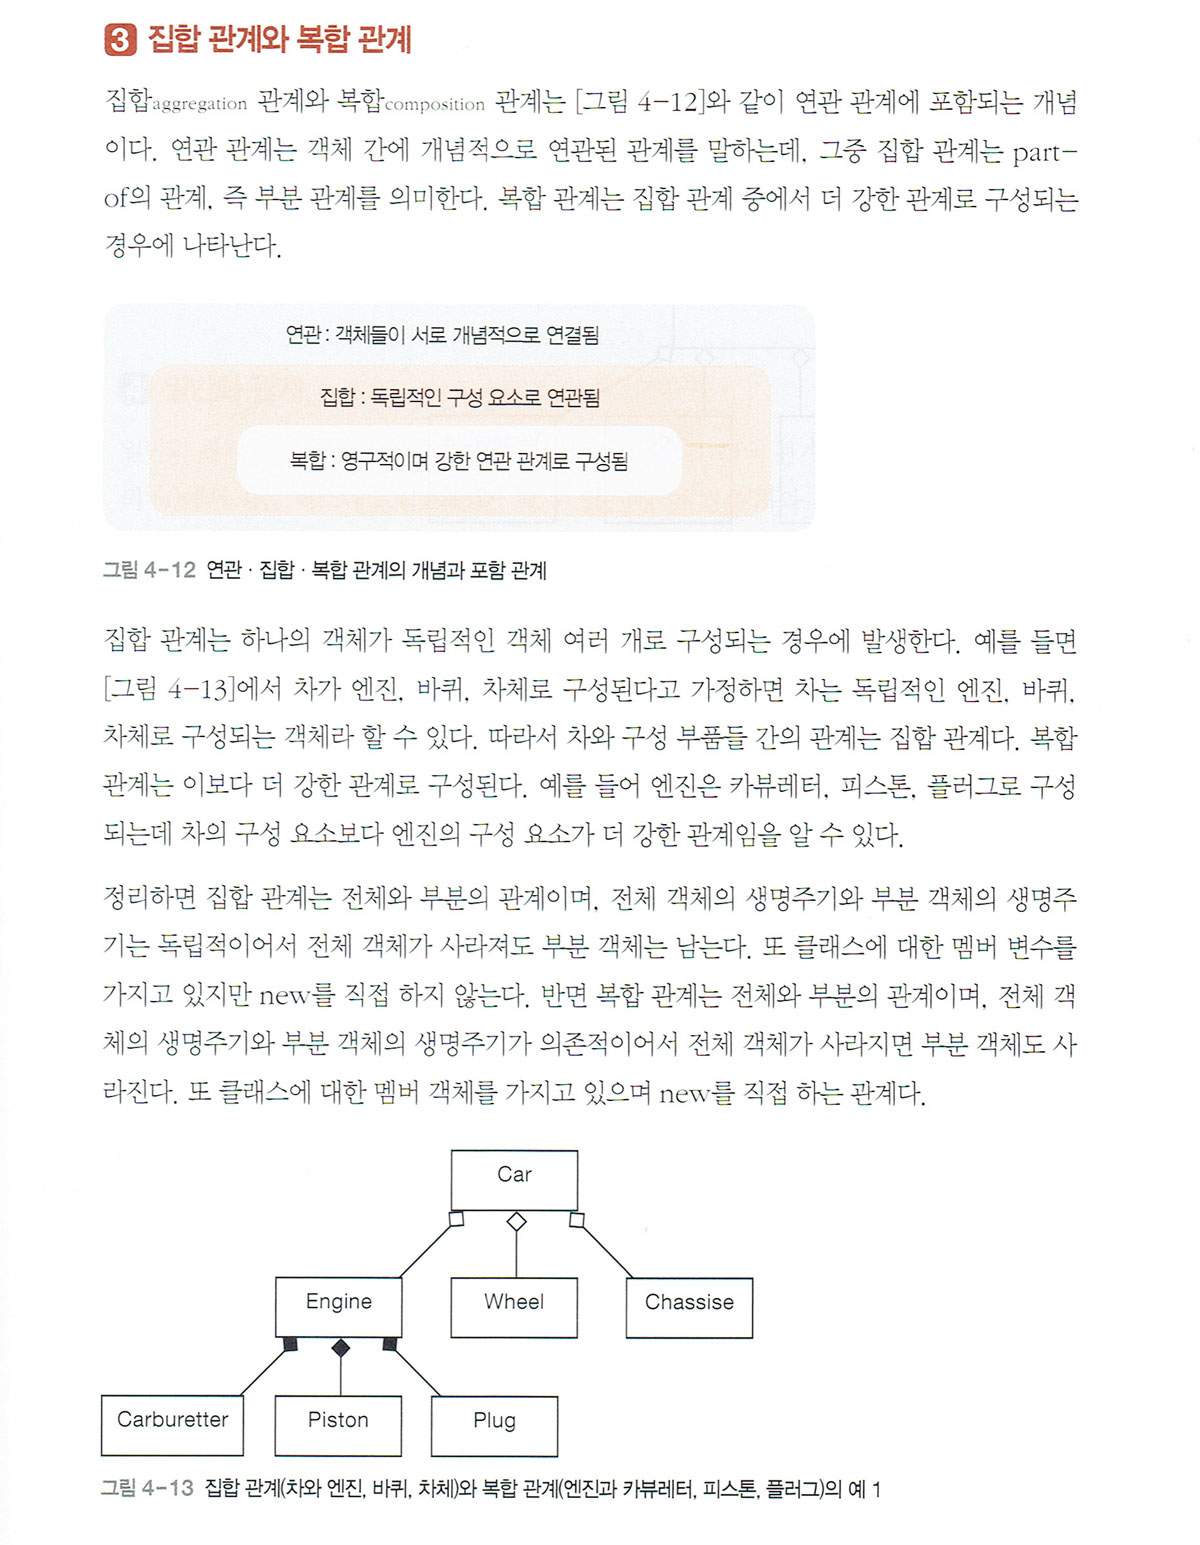 3 집합 관계와 복합 관계
집합aggregation 관계와 복합composition 관계는 [그림 4-12]와 같이 연관 관계에 포함되는 개념
이다. 연관 관계는 객체 간에 개념적으로 연관된 관계를 말하는데, 그중 집합 관계는 part-
of의 관계, 즉 부분 관계를 의미한다. 복합 관계는 집합 관계 중에서 더 강한 관계로 구성되는
경우에 나타난다.
연관 : 객체들이 서로 개념적으로 연결됨
집합 : 독립적인 구성 요소로 연관됨
복합 : 영구적이며 강한 연관 관계로 구성됨
그림 4-12 연관 · 집합 · 복합 관계의 개념과 포함 관계
집합 관계는 하나의 객체가 독립적인 객체 여러 개로 구성되는 경우에 발생한다. 예를 들면
[그림 4-13]에서 차가 엔진, 바퀴, 차체로 구성된다고 가정하면 차는 독립적인 엔진, 바퀴,
차체로 구성되는 객체라 할 수 있다. 따라서 차와 구성 부품들 간의 관계는 집합 관계다. 복합
관계는 이보다 더 강한 관계로 구성된다. 예를 들어 엔진은 카뷰레터, 피스톤, 플러그로 구성
되는데 차의 구성 요소보다 엔진의 구성 요소가 더 강한 관계임을 알 수 있다.
정리하면 집합 관계는 전체와 부분의 관계이며, 전체 객체의 생명주기와 부분 객체의 생명주
기는 독립적이어서 전체 객체가 사라져도 부분 객체는 남는다. 또 클래스에 대한 멤버 변수를
가지고 있지만 new를 직접 하지 않는다. 반면 복합 관계는 전체와 부분의 관계이며, 전체 객
체의 생명주기와 부분 객체의 생명주기가 의존적이어서 전체 객체가 사라지면 부분 객체도 사
라진다. 또 클래스에 대한 멤버 객체를 가지고 있으며 new를 직접 하는 관계다.
Car
Engine Wheel Chassise
Carburetter Piston Plug
그림 4-13 집합 관계(차와 엔진, 바퀴, 차체)와 복합 관계(엔진과 카뷰레터, 피스톤, 플러그)의 예 1